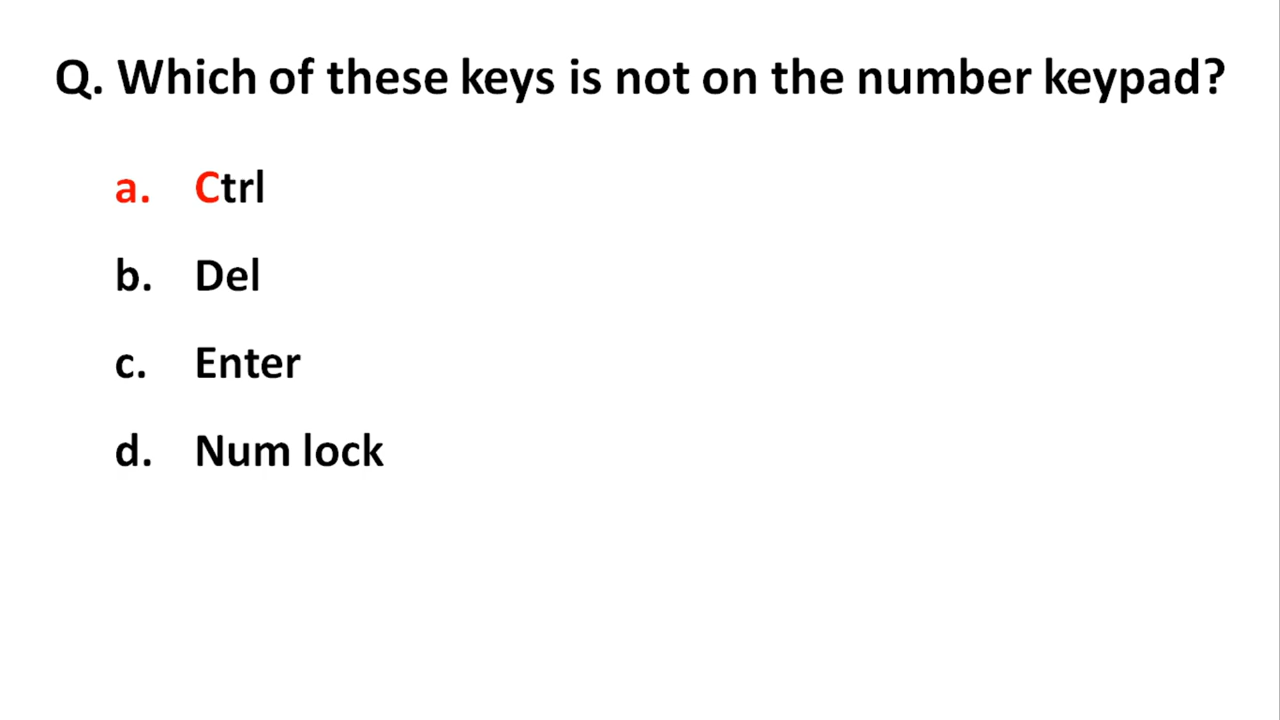 Q. Which of these keys is not on the number keypad?
a. Ctrl
b. Del
c. Enter
d. Num lock